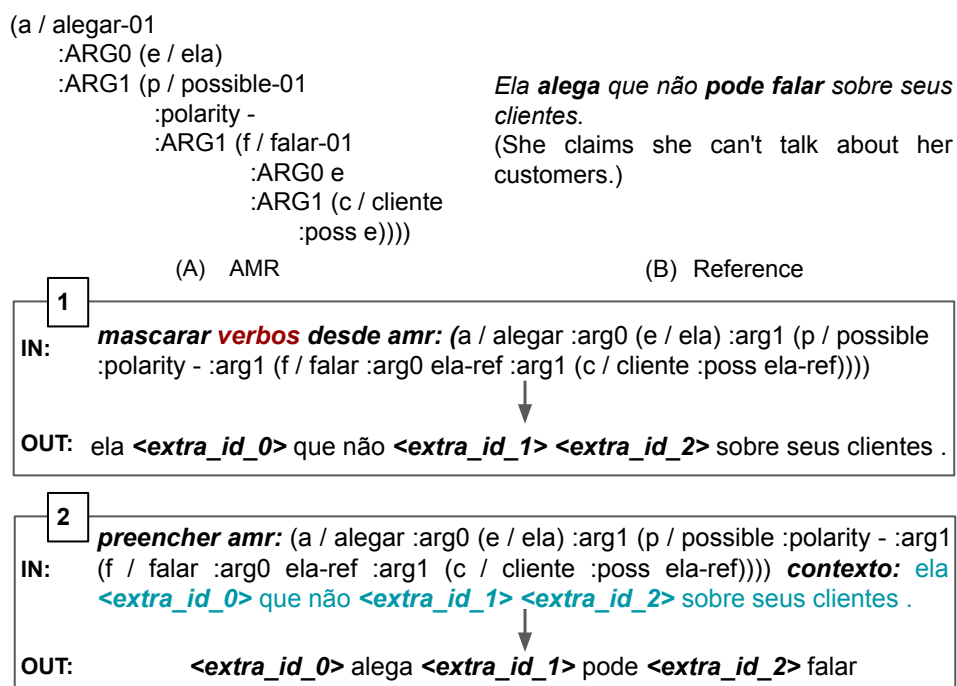 (a / alegar-01
:ARG0 (e / ela)
:ARG1 (p / possible-01
:polarity -
:ARG1 (f / falar-01
:ARG0 e
:ARG1 (c / cliente
:poss e))))
(A) AMR
Ela alega que não pode falar sobre seus
clientes.
(She claims she can't talk about her
customers.)
(B) Reference
1
IN: mascarar verbos desde amr: (a / alegar :arg0 (e / ela) :arg1 (p / possible
:polarity - :arg1 (f / falar :arg0 ela-ref :arg1 (c / cliente :poss ela-ref))))
OUT: ela <extra_id_0> que não <extra_id_1> <extra_id_2> sobre seus clientes .
2
preencher amr: (a / alegar :arg0 (e / ela) :arg1 (p / possible :polarity - :arg1
IN: (f / falar :arg0 ela-ref :arg1 (c / cliente :poss ela-ref)))) contexto: ela
<extra_id_0> que não <extra_id_1> <extra_id_2> sobre seus clientes .
OUT: <extra_id_0> alega <extra_id_1> pode <extra_id_2> falar